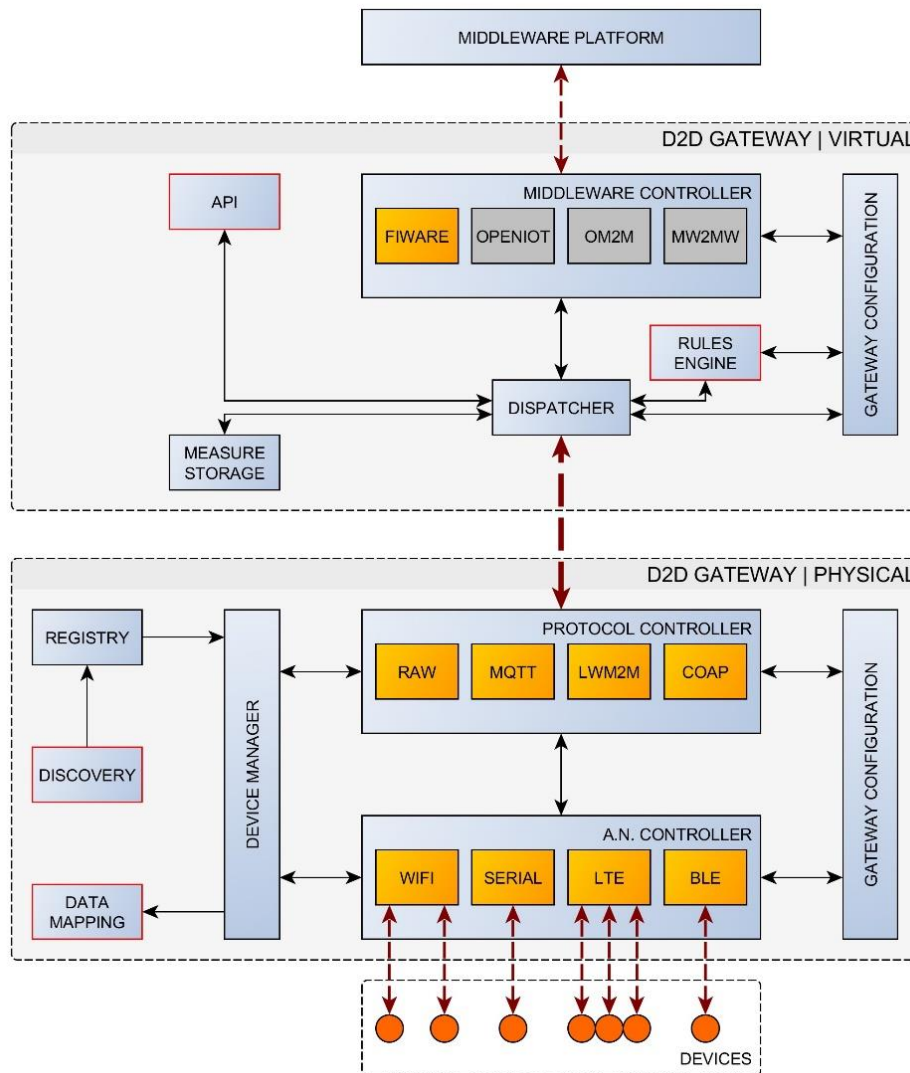 MIDDLEWARE PLATFORM
D2D GATEWAY | VIRTUAL
MIDDLEWARE CONTROLLER
API
FIWARE
OPENIOT
OM2M
MW2MW
GATEWAY CONFIGURATION
RULES
ENGINE
DISPATCHER
MEASURE
STORAGE
D2D GATEWAY | PHYSICAL
PROTOCOL CONTROLLER
REGISTRY
RAW
MQTT
LWM2M
COAP
DEVICE MANAGER
GATEWAY CONFIGURATION
DISCOVERY
A.N. CONTROLLER
WIFI
SERIAL
LTE
BLE
DATA
MAPPING
DEVICES